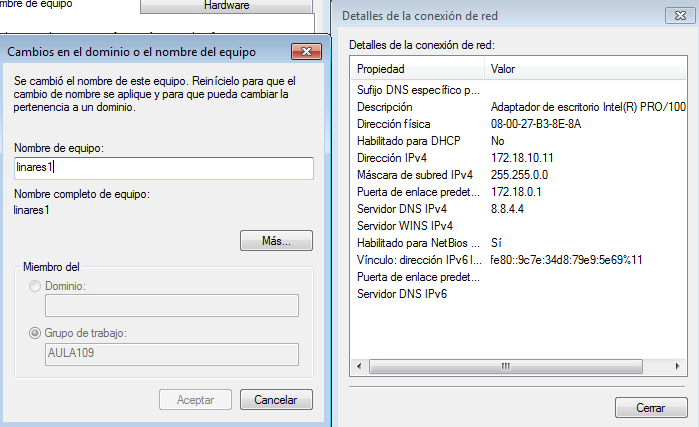 mbre de equipo
Hardware
Cambios en el dominio o el nombre del equipo
Se cambió el nombre de este equipo. Reinícielo para que el
cambio de nombre se aplique y para que pueda cambiar la
pertenencia a un dominio.
Nombre de equipo:
linares1
Nombre completo de equipo:
linares1
Más...
Miembro del
Dominio:
Grupo de trabajo:
AULA109
Aceptar
Cancelar
Detalles de la conexión de red
Detalles de la conexión de red:
Propiedad Valor
Sufijo DNS específico p...
Descripción Adaptador de escritorio Intel(R) PRO/100
Dirección física 08-00-27-B3-8E-8A
Habilitado para DHCP No
Dirección IPv4 172.18.10.11
Máscara de subred IPv4 255.255.0.0
Puerta de enlace predet... 172.18.0.1
Servidor DNS IPv4 8.8.4.4
Servidor WINS IPv4
Habilitado para NetBios ... Sí
Vínculo: dirección IPv6 l... fe80::9c7e:34d8:79e9:5e69%11
Puerta de enlace predet...
Servidor DNS IPv6
Cerrar